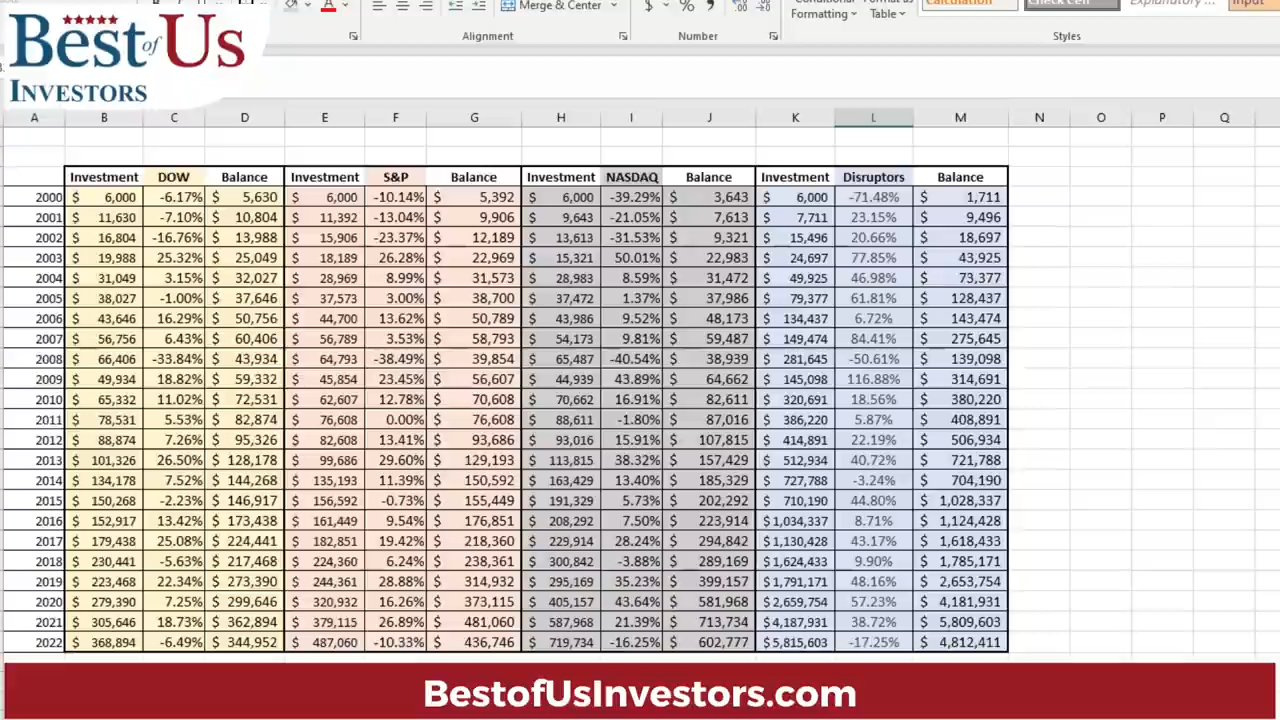 Best of Us
INVESTORS
Merge & Center $ % ,
Formatting Table Calculation Check Cell Explanatory ... Input
Alignment Number Styles
A B C D E F G H I J K L M N O P Q
Investment DOW Balance Investment S&P Balance Investment NASDAQ Balance Investment Disruptors Balance
2000 $ 6,000 -6.17% $ 5,630 $ 6,000 -10.14% $ 5,392 $ 6,000 -39.29% $ 3,643 $ 6,000 -71.48% $ 1,711
2001 $ 11,630 -7.10% $ 10,804 $ 11,392 -13.04% $ 9,906 $ 9,643 -21.05% $ 7,613 $ 7,711 23.15% $ 9,496
2002 $ 16,804 -16.76% $ 13,988 $ 15,906 -23.37% $ 12,189 $ 13,613 -31.53% $ 9,321 $ 15,496 20.66% $ 18,697
2003 $ 19,988 25.32% $ 25,049 $ 18,189 26.28% $ 22,969 $ 15,321 50.01% $ 22,983 $ 24,697 77.85% $ 43,925
2004 $ 31,049 3.15% $ 32,027 $ 28,969 8.99% $ 31,573 $ 28,983 8.59% $ 31,472 $ 49,925 46.98% $ 73,377
2005 $ 38,027 -1.00% $ 37,646 $ 37,573 3.00% $ 38,700 $ 37,472 1.37% $ 37,986 $ 79,377 61.81% $ 128,437
2006 $ 43,646 16.29% $ 50,756 $ 44,700 13.62% $ 50,789 $ 43,986 9.52% $ 48,173 $ 134,437 6.72% $ 143,474
2007 $ 56,756 6.43% $ 60,406 $ 56,789 3.53% $ 58,793 $ 54,173 9.81% $ 59,487 $ 149,474 84.41% $ 275,645
2008 $ 66,406 -33.84% $ 43,934 $ 64,793 -38.49% $ 39,854 $ 65,487 -40.54% $ 38,939 $ 281,645 -50.61% $ 139,098
2009 $ 49,934 18.82% $ 59,332 $ 45,854 23.45% $ 56,607 $ 44,939 43.89% $ 64,662 $ 145,098 116.88% $ 314,691
2010 $ 65,332 11.02% $ 72,531 $ 62,607 12.78% $ 70,608 $ 70,662 16.91% $ 82,611 $ 320,691 18.56% $ 380,220
2011 $ 78,531 5.53% $ 82,874 $ 76,608 0.00% $ 76,608 $ 88,611 -1.80% $ 87,016 $ 386,220 5.87% $ 408,891
2012 $ 88,874 7.26% $ 95,326 $ 82,608 13.41% $ 93,686 $ 93,016 15.91% $ 107,815 $ 414,891 22.19% $ 506,934
2013 $ 101,326 26.50% $ 128,178 $ 99,686 29.60% $ 129,193 $ 113,815 38.32% $ 157,429 $ 512,934 40.72% $ 721,788
2014 $ 134,178 7.52% $ 144,268 $ 135,193 11.39% $ 150,592 $ 163,429 13.40% $ 185,329 $ 727,788 -3.24% $ 704,190
2015 $ 150,268 -2.23% $ 146,917 $ 156,592 -0.73% $ 155,449 $ 191,329 5.73% $ 202,292 $ 710,190 44.80% $ 1,028,337
2016 $ 152,917 13.42% $ 173,438 $ 161,449 9.54% $ 176,851 $ 208,292 7.50% $ 223,914 $ 1,034,337 8.71% $ 1,124,428
2017 $ 179,438 25.08% $ 224,441 $ 182,851 19.42% $ 218,360 $ 229,914 28.24% $ 294,842 $ 1,130,428 43.17% $ 1,618,433
2018 $ 230,441 -5.63% $ 217,468 $ 224,360 6.24% $ 238,361 $ 300,842 -3.88% $ 289,169 $ 1,624,433 9.90% $ 1,785,171
2019 $ 223,468 22.34% $ 273,390 $ 244,361 28.88% $ 314,932 $ 295,169 35.23% $ 399,157 $ 1,791,171 48.16% $ 2,653,754
2020 $ 279,390 7.25% $ 299,646 $ 320,932 16.26% $ 373,115 $ 405,157 43.64% $ 581,968 $ 2,659,754 57.23% $ 4,181,931
2021 $ 305,646 18.73% $ 362,894 $ 379,115 26.89% $ 481,060 $ 587,968 21.39% $ 713,734 $ 4,187,931 38.72% $ 5,809,603
2022 $ 368,894 -6.49% $ 344,952 $ 487,060 -10.33% $ 436,746 $ 719,734 -16.25% $ 602,777 $ 5,815,603 -17.25% $ 4,812,411
BestofUsInvestors.com